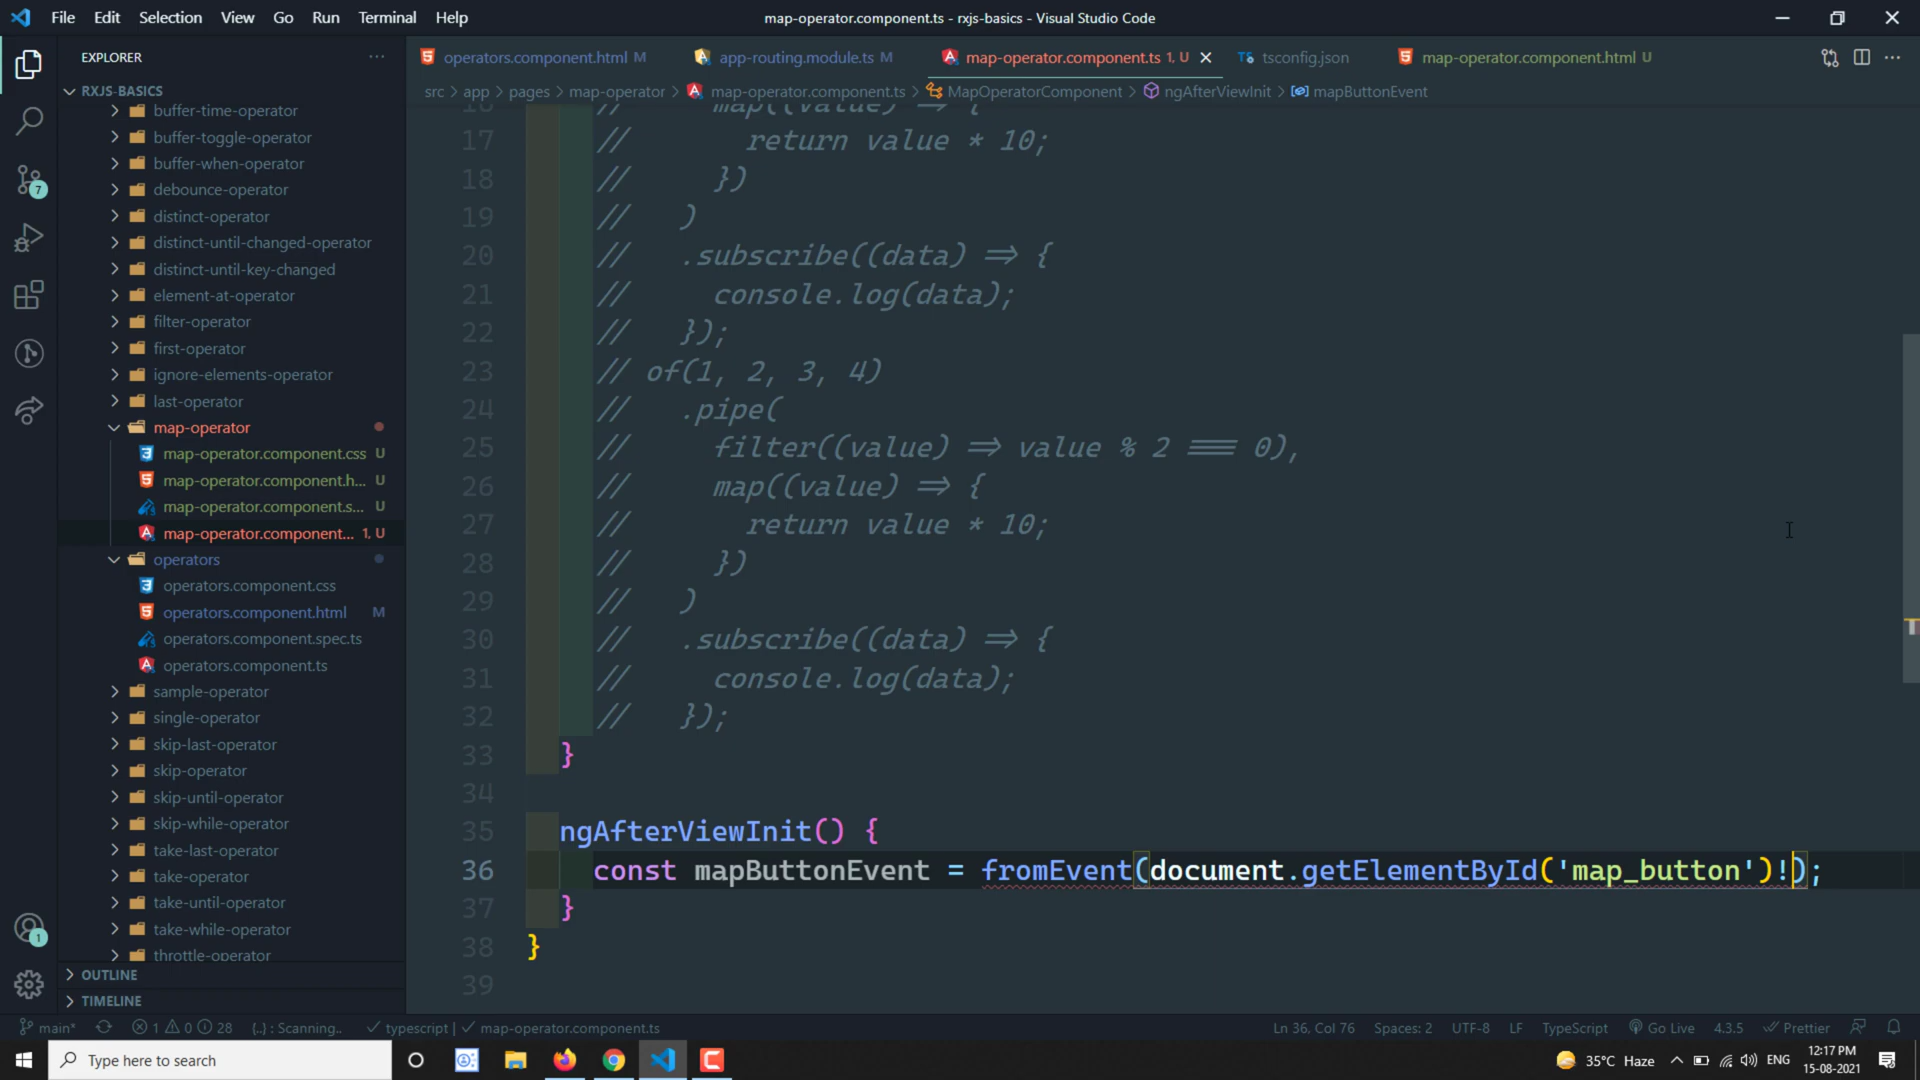 File Edit Selection View Go Run Terminal Help
map-operator.component.ts - rxjs-basics - Visual Studio Code
EXPLORER
operators.component.html M
app-routing.module.ts M
map-operator.component.ts 1, U
tsconfig.json
map-operator.component.html U
RXJS-BASICS
src > app > pages > map-operator > map-operator.component.ts > MapOperatorComponent > ngAfterViewInit > mapButtonEvent
buffer-time-operator
buffer-toggle-operator
buffer-when-operator
debounce-operator
distinct-operator
distinct-until-changed-operator
distinct-until-key-changed
element-at-operator
filter-operator
first-operator
ignore-elements-operator
last-operator
map-operator
map-operator.component.css U
map-operator.component.h... U
map-operator.component.s... U
map-operator.component... 1, U
operators
operators.component.css
operators.component.html M
operators.component.spec.ts
operators.component.ts
sample-operator
single-operator
skip-last-operator
skip-operator
skip-until-operator
skip-while-operator
take-last-operator
take-operator
take-until-operator
take-while-operator
throttle-operator
OUTLINE
TIMELINE
7
1
16 // map((value) => {
17 // return value * 10;
18 // })
19 // )
20 // .subscribe((data) => {
21 // console.log(data);
22 // });
23 // of(1, 2, 3, 4)
24 // .pipe(
25 // filter((value) => value % 2 === 0),
26 // map((value) => {
27 // return value * 10;
28 // })
29 // )
30 // .subscribe((data) => {
31 // console.log(data);
32 // });
33 }
34
35 ngAfterViewInit() {
36 const mapButtonEvent = fromEvent(document.getElementById('map_button')!);
37 }
38 }
39
main* 1 0 28 {..} : Scanning.. typescript | map-operator.component.ts
Ln 36, Col 76 Spaces: 2 UTF-8 LF TypeScript Go Live 4.3.5 Prettier
Type here to search
35°C Haze
ENG
12:17 PM
15-08-2021